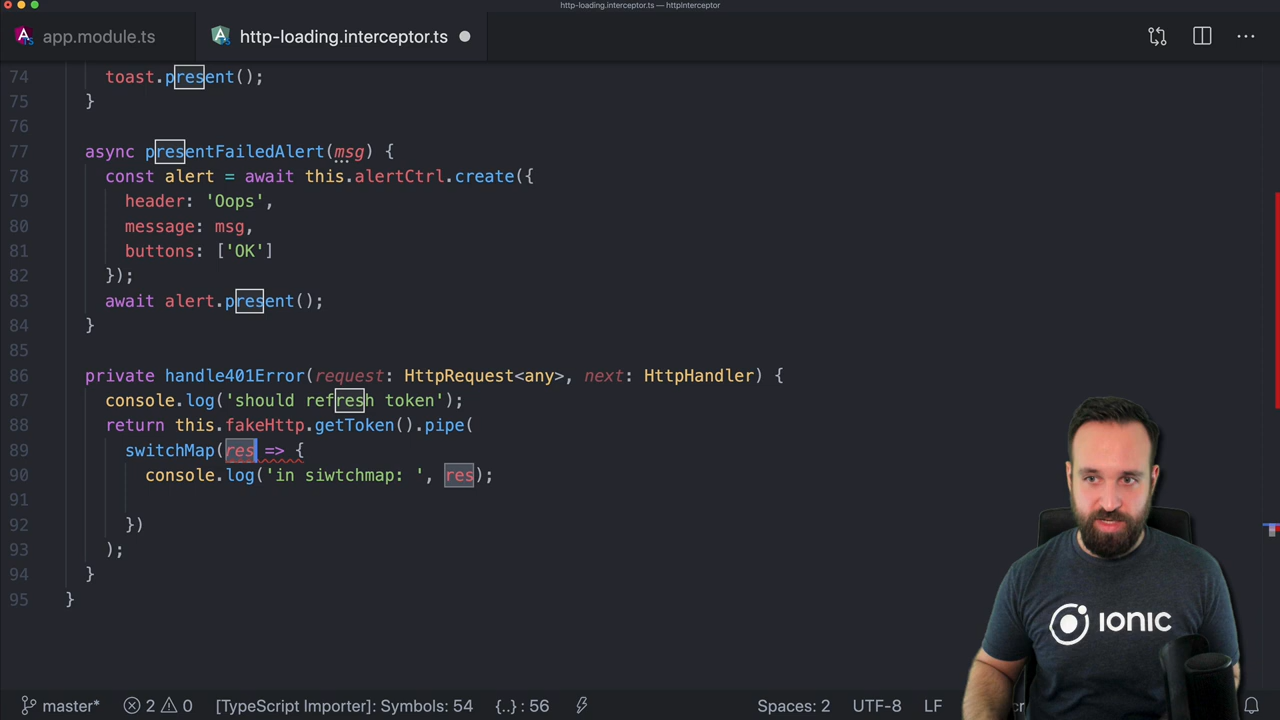 http-loading.interceptor.ts — httpInterceptor
app.module.ts
http-loading.interceptor.ts
74 toast.present();
75 }
76
77 async presentFailedAlert(msg) {
78 const alert = await this.alertCtrl.create({
79 header: 'Oops',
80 message: msg,
81 buttons: ['OK']
82 });
83 await alert.present();
84 }
85
86 private handle401Error(request: HttpRequest<any>, next: HttpHandler) {
87 console.log('should refresh token');
88 return this.fakeHttp.getToken().pipe(
89 switchMap(res => {
90 console.log('in siwtchmap: ', res);
91
92 })
93 );
94 }
95 }
IONIC
master* 2 0 [TypeScript Importer]: Symbols: 54 {..} : 56 Spaces: 2 UTF-8 LF